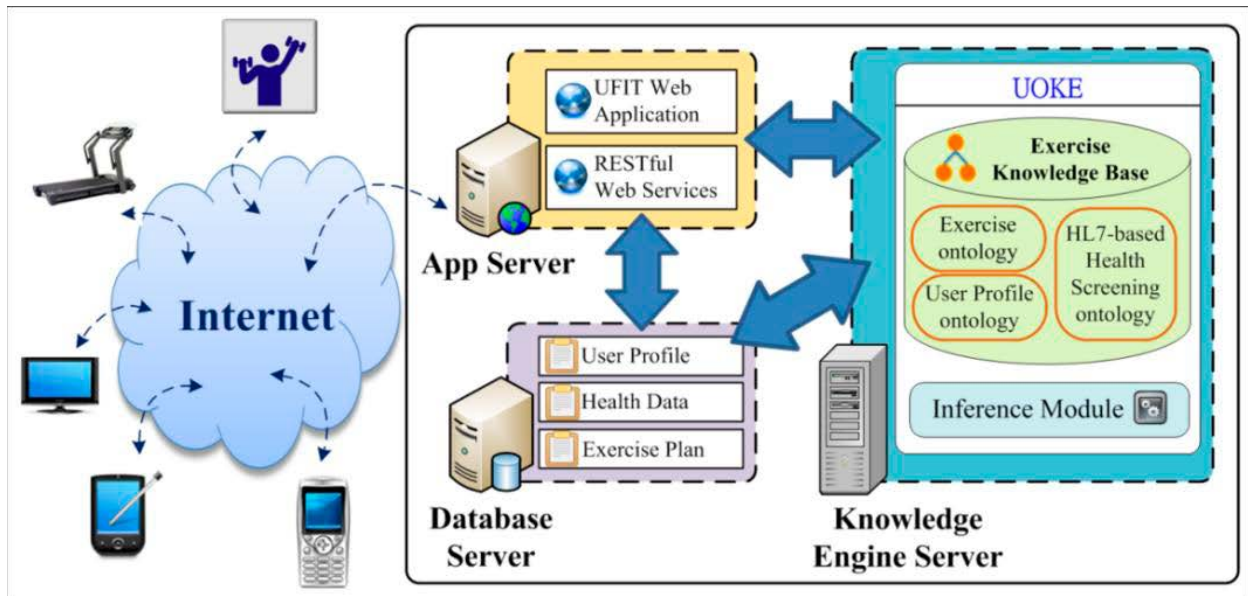 Internet
App Server
UFIT Web
Application
RESTful
Web Services
User Profile
Health Data
Exercise Plan
Database
Server
UOKE
Exercise
Knowledge Base
Exercise
ontology
User Profile
ontology
HL7-based
Health
Screening
ontology
Inference Module
Knowledge
Engine Server